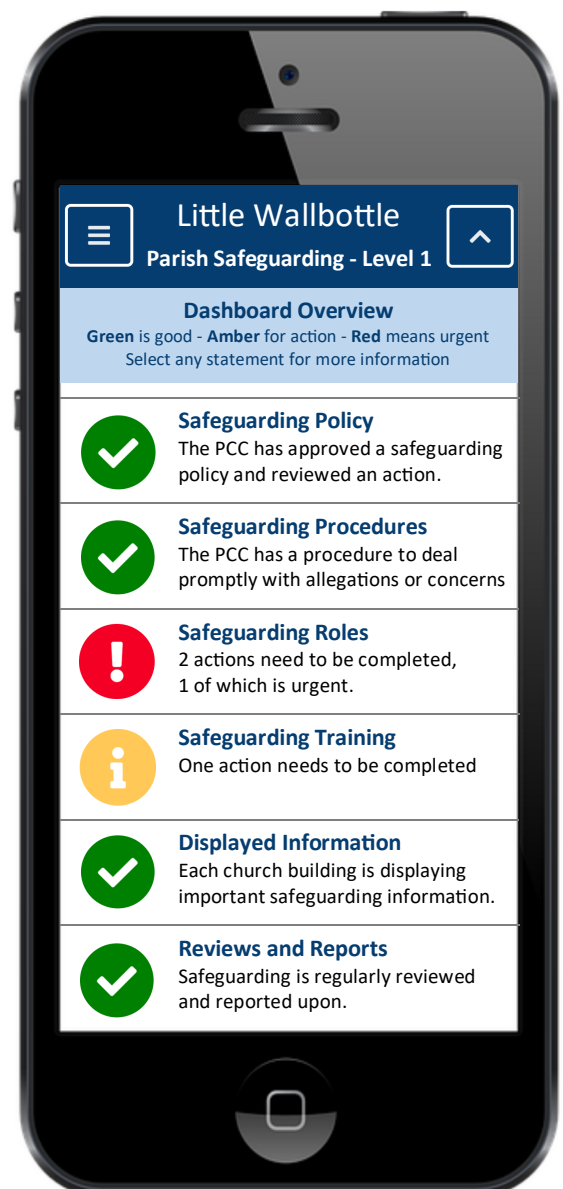 Little Wallbottle
Parish Safeguarding - Level 1
Dashboard Overview
Green is good - Amber for action - Red means urgent
Select any statement for more information
Safeguarding Policy
The PCC has approved a safeguarding
policy and reviewed an action.
Safeguarding Procedures
The PCC has a procedure to deal
promptly with allegations or concerns
Safeguarding Roles
2 actions need to be completed,
1 of which is urgent.
Safeguarding Training
One action needs to be completed
Displayed Information
Each church building is displaying
important safeguarding information.
Reviews and Reports
Safeguarding is regularly reviewed
and reported upon.